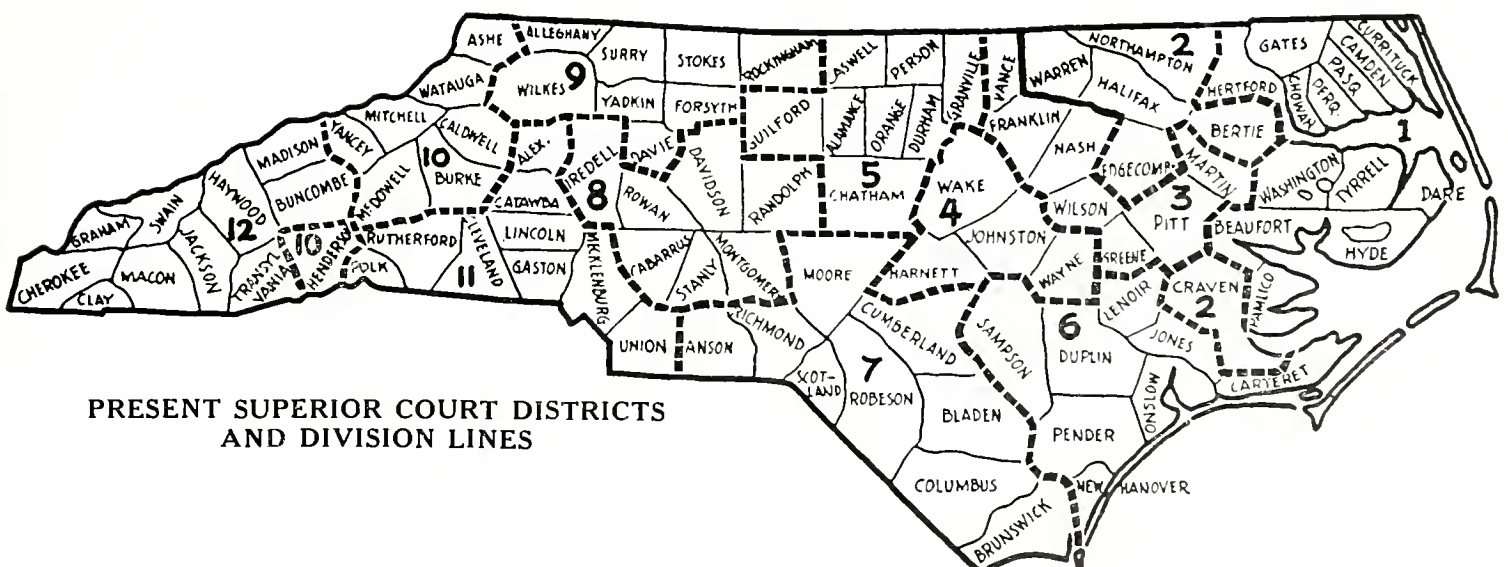 ASHE
ALLEGHANY
SURRY
STOKES
ROCKINGHAM
CASWELL
PERSON
GRANVILLE
VANCE
WARREN
NORTHAMPTON
2
GATES
CURRITUCK
CAMDEN
PASQ
PERQ.
CHOWAN
WATAUGA
WILKES
9
YADKIN
FORSYTH
GUILFORD
ALAMANCE
ORANGE
DURHAM
FRANKLIN
HALIFAX
HERTFORD
BERTIE
1
MITCHELL
CALDWELL
ALEX.
IREDELL
DAVIE
DAVIDSON
NASH
EDGECOMB.
MARTIN
WASHINGTON
TYRRELL
DARE
MADISON
YANCEY
10
BURKE
MCDOWELL
BUNCOMBE
HAYWOOD
12
SWAIN
GRAHAM
CATAWBA
8
ROWAN
RANDOLPH
5
CHATHAM
WAKE
4
WILSON
3
PITT
BEAUFORT
HYDE
JACKSON
MACON
CHEROKEE
CLAY
TRANSYL
VANIA
10
HENDERSO
RUTHERFORD
POLK
11
CLEVELAND
LINCOLN
GASTON
MECKLENBURG
CABARRUS
STANLY
MONTGOMERY
MOORE
HARNETT
JOHNSTON
WAYNE
GREENE
LENOIR
CRAVEN
2
PAMLICO
UNION
ANSON
RICHMOND
CUMBERLAND
SAMPSON
6
DUPLIN
JONES
CARTERET
SCOT-
LAND
7
ROBESON
BLADEN
PENDER
ONSLOW
COLUMBUS
NEW HANOVER
BRUNSWICK
PRESENT SUPERIOR COURT DISTRICTS
AND DIVISION LINES